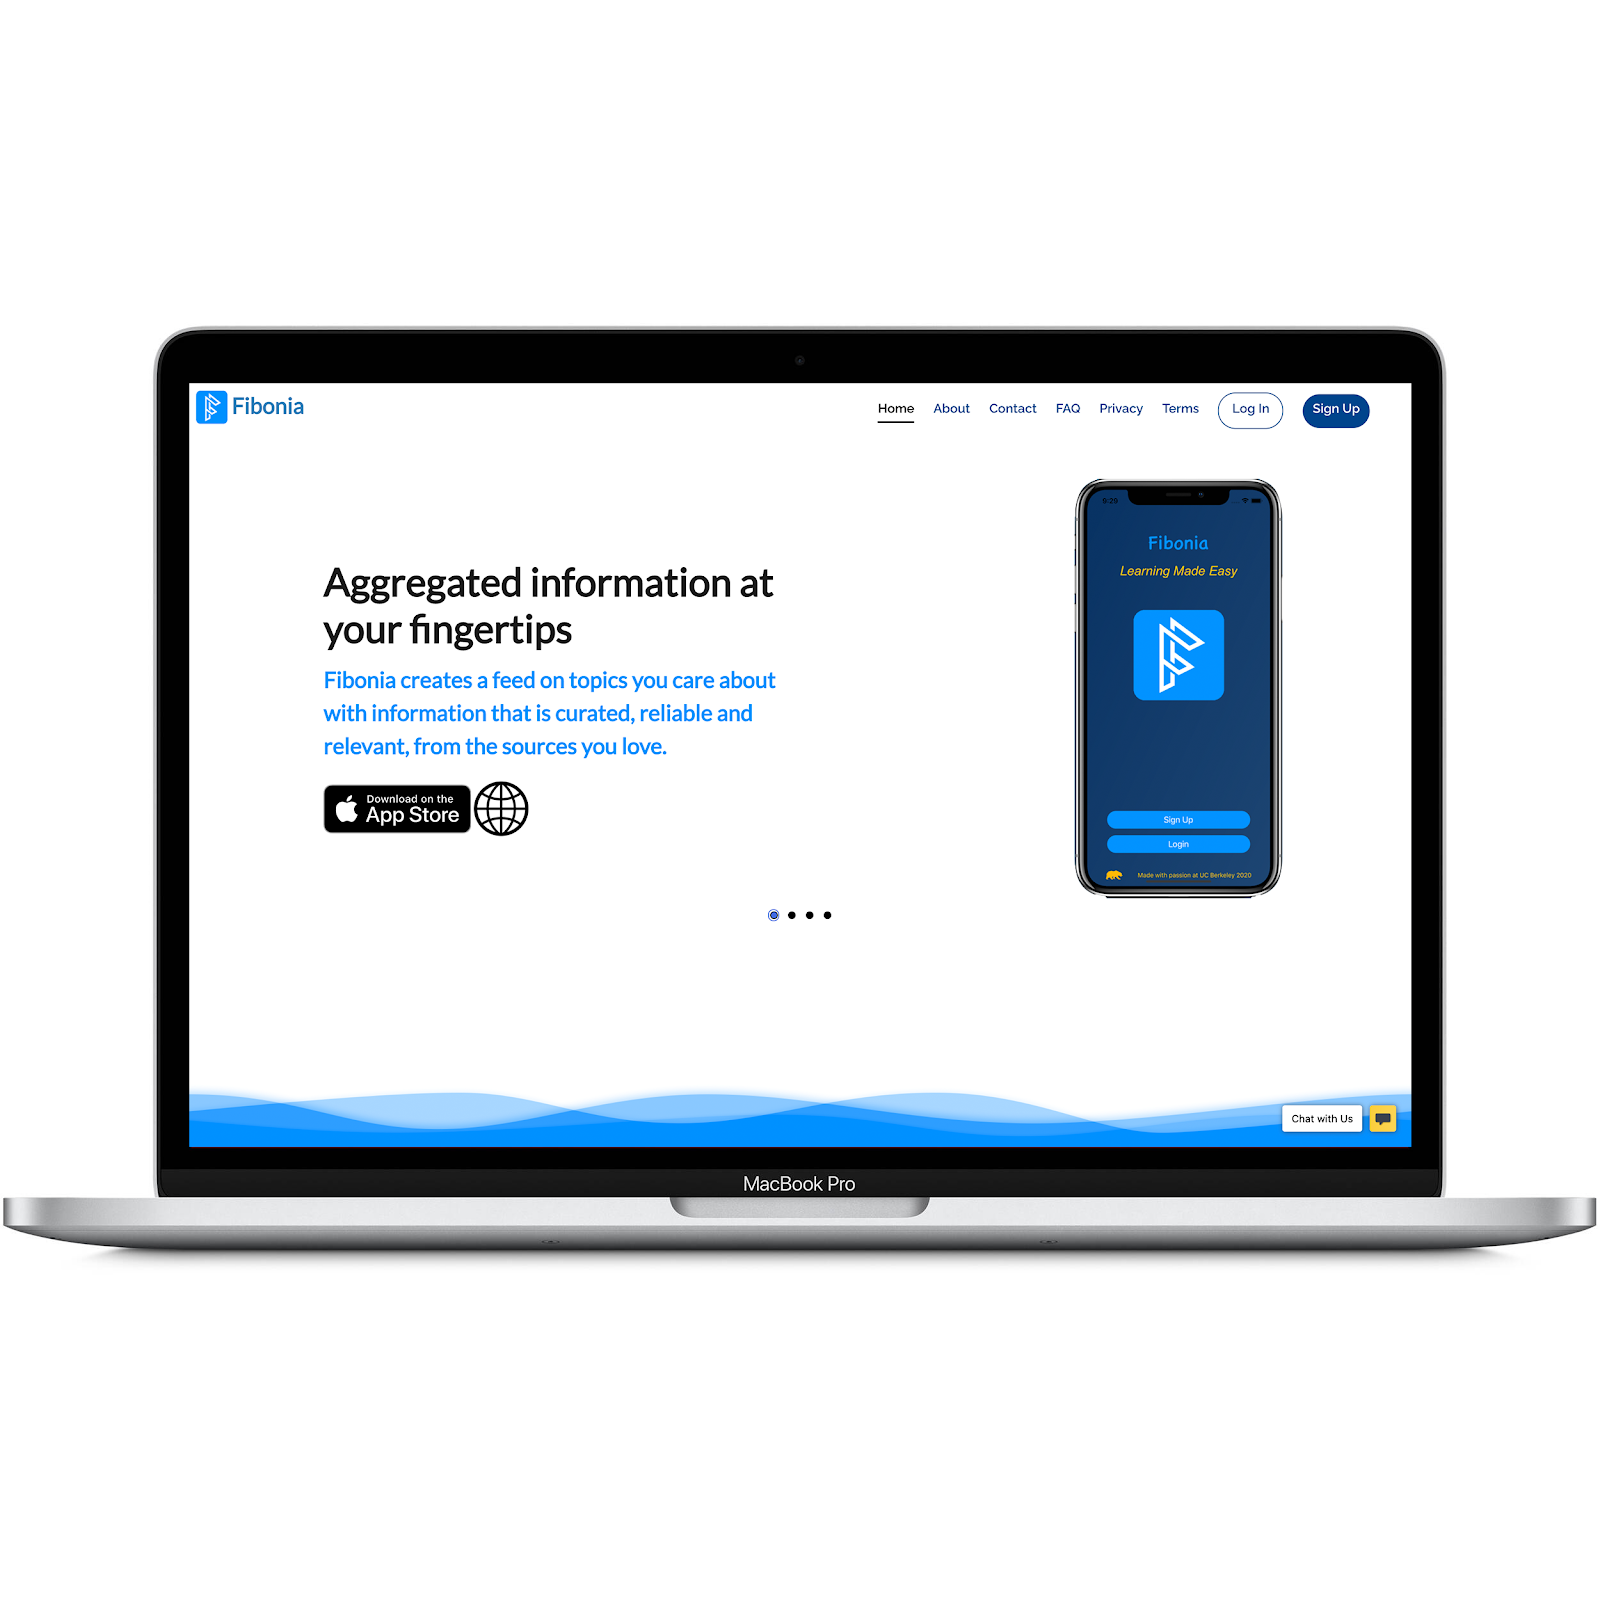 Fibonia
Home About Contact FAQ Privacy Terms Log In Sign Up
Aggregated information at
your fingertips
Fibonia creates a feed on topics you care about
with information that is curated, reliable and
relevant, from the sources you love.
Download on the
App Store
9:29
Fibonia
Learning Made Easy
Sign Up
Login
Made with passion at UC Berkeley 2020
Chat with Us
MacBook Pro